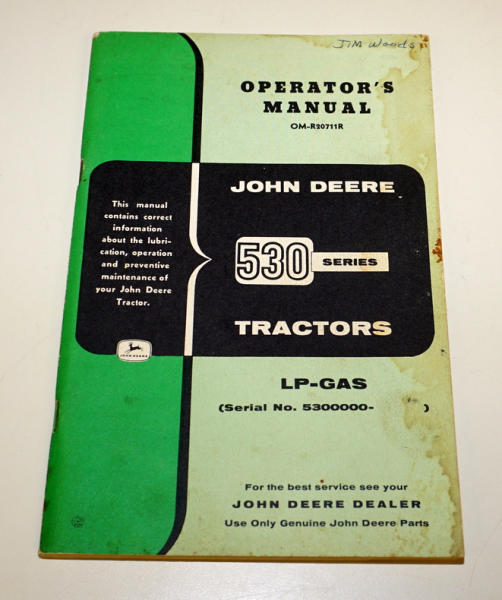 Jim Woods
OPERATOR'S
MANUAL
OM-R20711R
This manual
contains correct
information
about the lubri-
cation, operation
and preventive
maintenance of
your John Deere
Tractor.
JOHN DEERE
JOHN DEERE
530 SERIES
TRACTORS
LP-GAS
(Serial No. 5300000- )
For the best service see your
JOHN DEERE DEALER
Use Only Genuine John Deere Parts